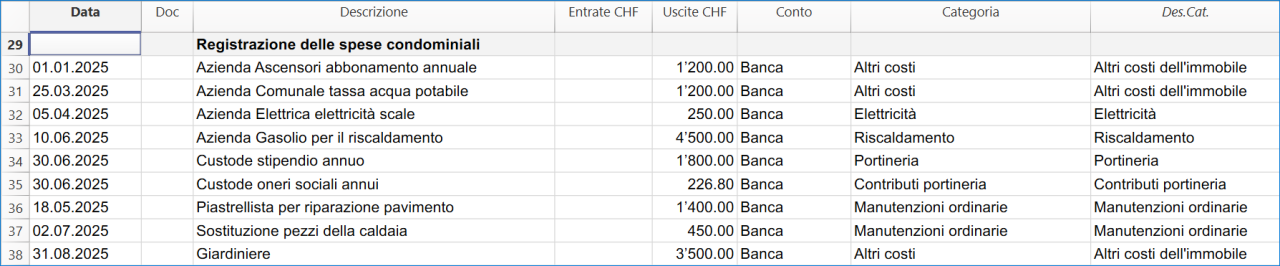 Data Doc Descrizione Entrate CHF Uscite CHF Conto Categoria Des.Cat.
29 Registrazione delle spese condominiali
30 01.01.2025 Azienda Ascensori abbonamento annuale 1'200.00 Banca Altri costi Altri costi dell'immobile
31 25.03.2025 Azienda Comunale tassa acqua potabile 1'200.00 Banca Altri costi Altri costi dell'immobile
32 05.04.2025 Azienda Elettrica elettricità scale 250.00 Banca Elettricità Elettricità
33 10.06.2025 Azienda Gasolio per il riscaldamento 4'500.00 Banca Riscaldamento Riscaldamento
34 30.06.2025 Custode stipendio annuo 1'800.00 Banca Portineria Portineria
35 30.06.2025 Custode oneri sociali annui 226.80 Banca Contributi portineria Contributi portineria
36 18.05.2025 Piastrellista per riparazione pavimento 1'400.00 Banca Manutenzioni ordinarie Manutenzioni ordinarie
37 02.07.2025 Sostituzione pezzi della caldaia 450.00 Banca Manutenzioni ordinarie Manutenzioni ordinarie
38 31.08.2025 Giardiniere 3'500.00 Banca Altri costi Altri costi dell'immobile